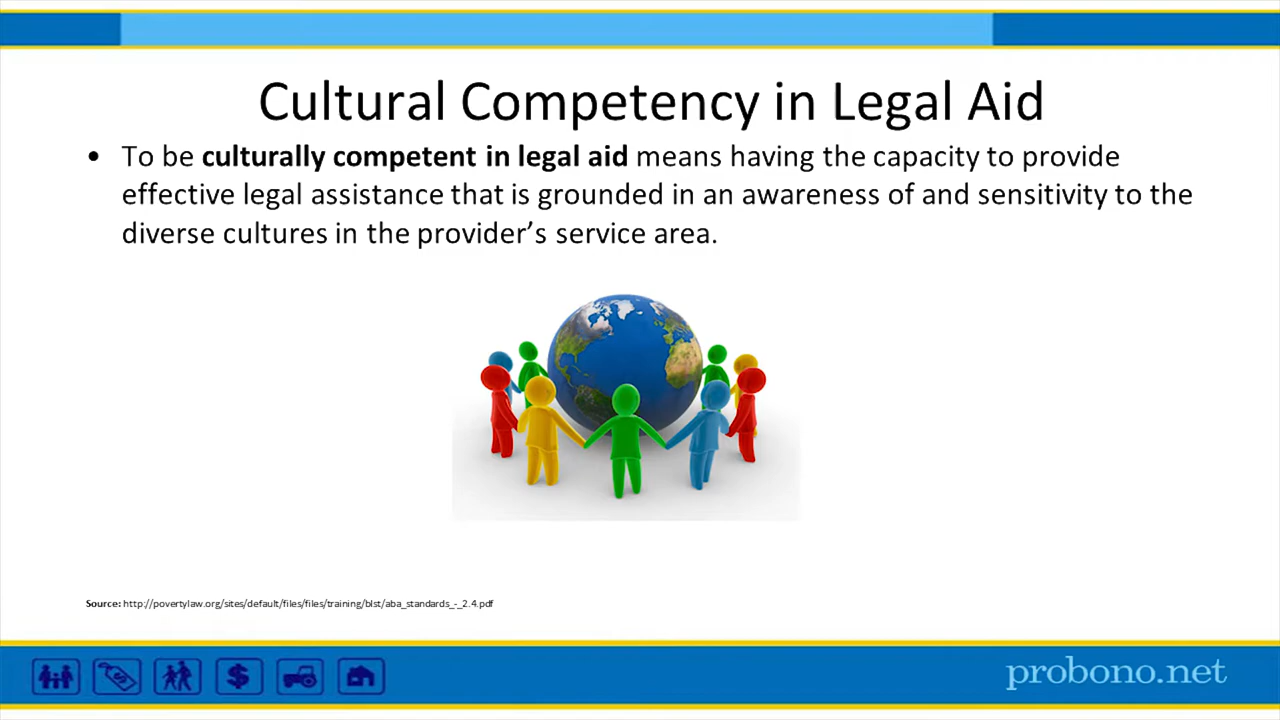 Cultural Competency in Legal Aid
• To be culturally competent in legal aid means having the capacity to provide
effective legal assistance that is grounded in an awareness of and sensitivity to the
diverse cultures in the provider’s service area.
Source: http://povertylaw.org/sites/default/files/files/training/blst/aba_standards_-_2.4.pdf
$
probono.net